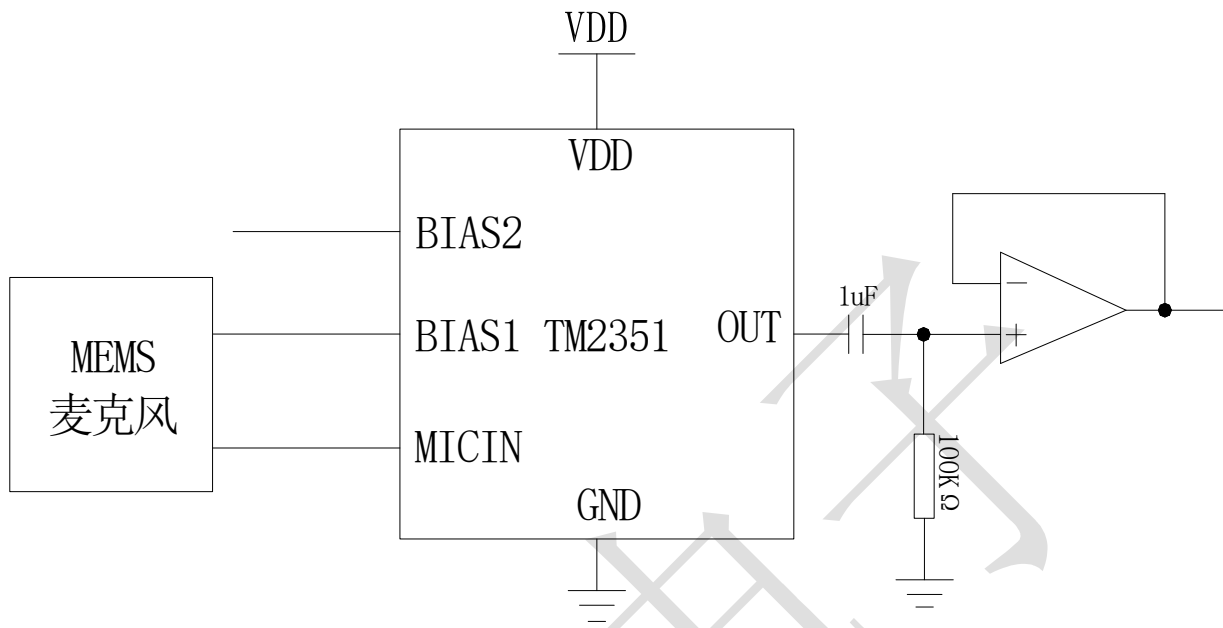 VDD
VDD
BIAS2
BIAS1 TM2351 OUT
MICIN
GND
MEMS
麦克风
1uF
−
+
100KΩ